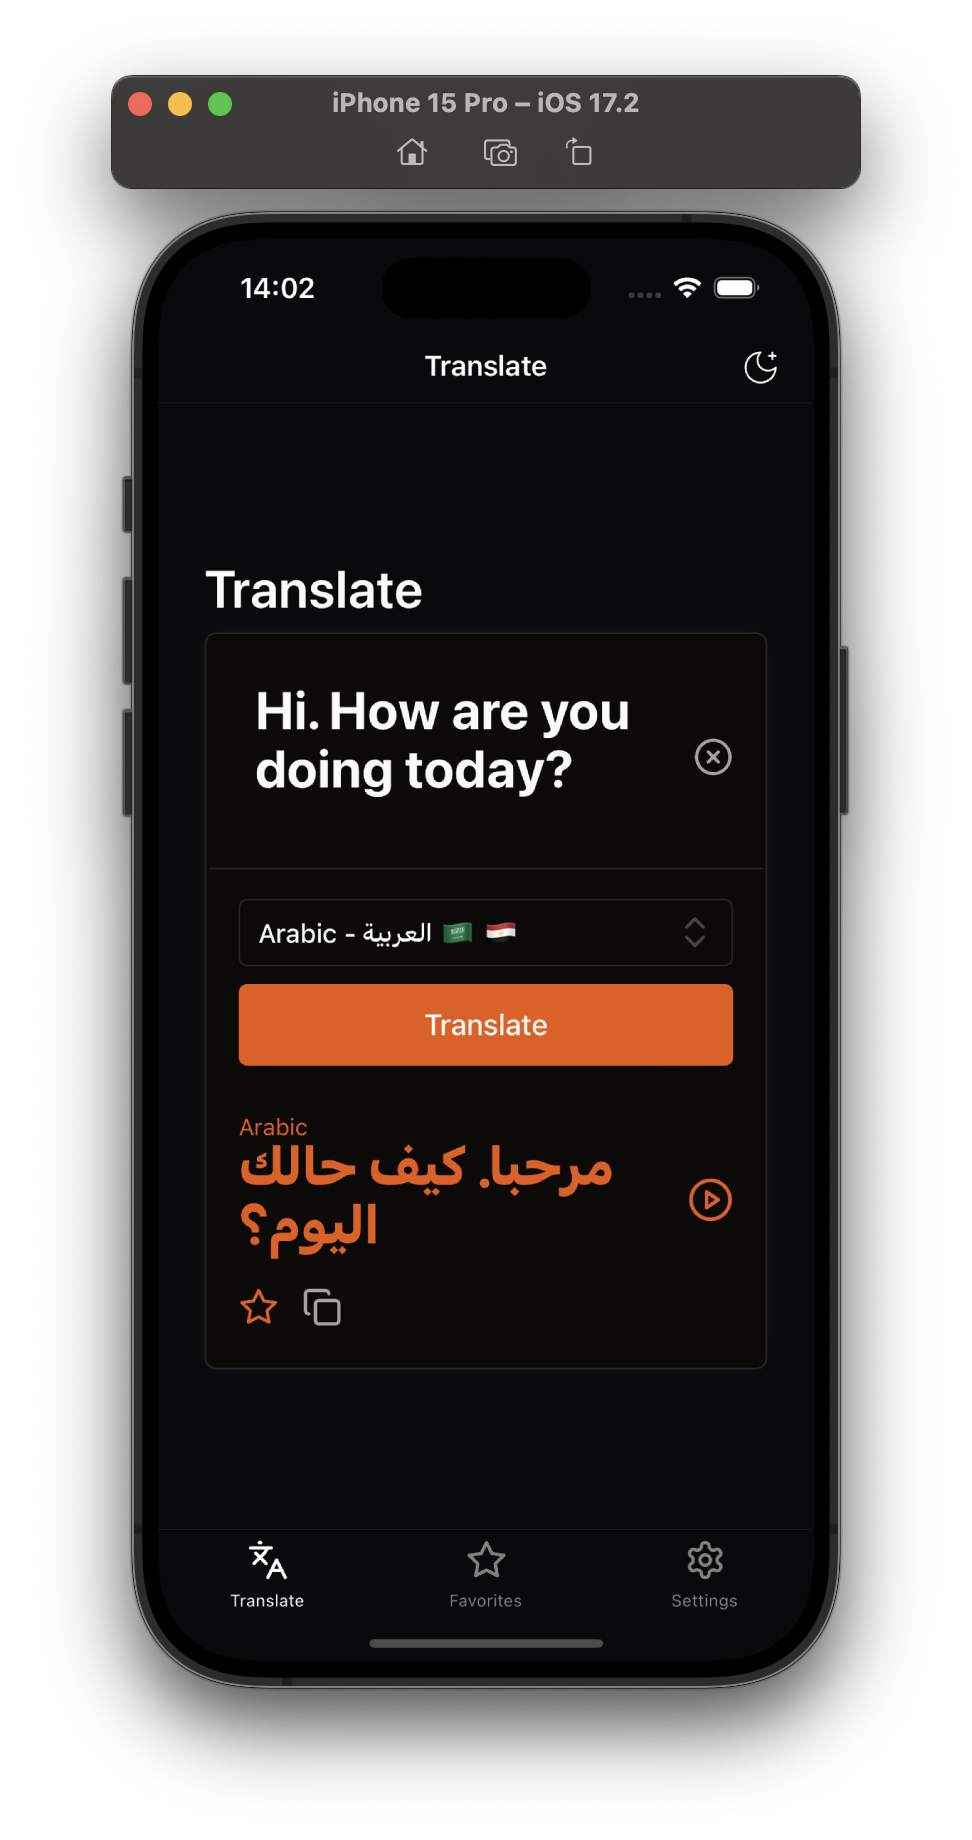 iPhone 15 Pro – iOS 17.2
14:02
Translate
Translate
Hi. How are you
doing today?
Arabic - العربية 🇸🇦 🇪🇬
Translate
Arabic
مرحبا. كيف حالك
اليوم؟
Translate
Favorites
Settings